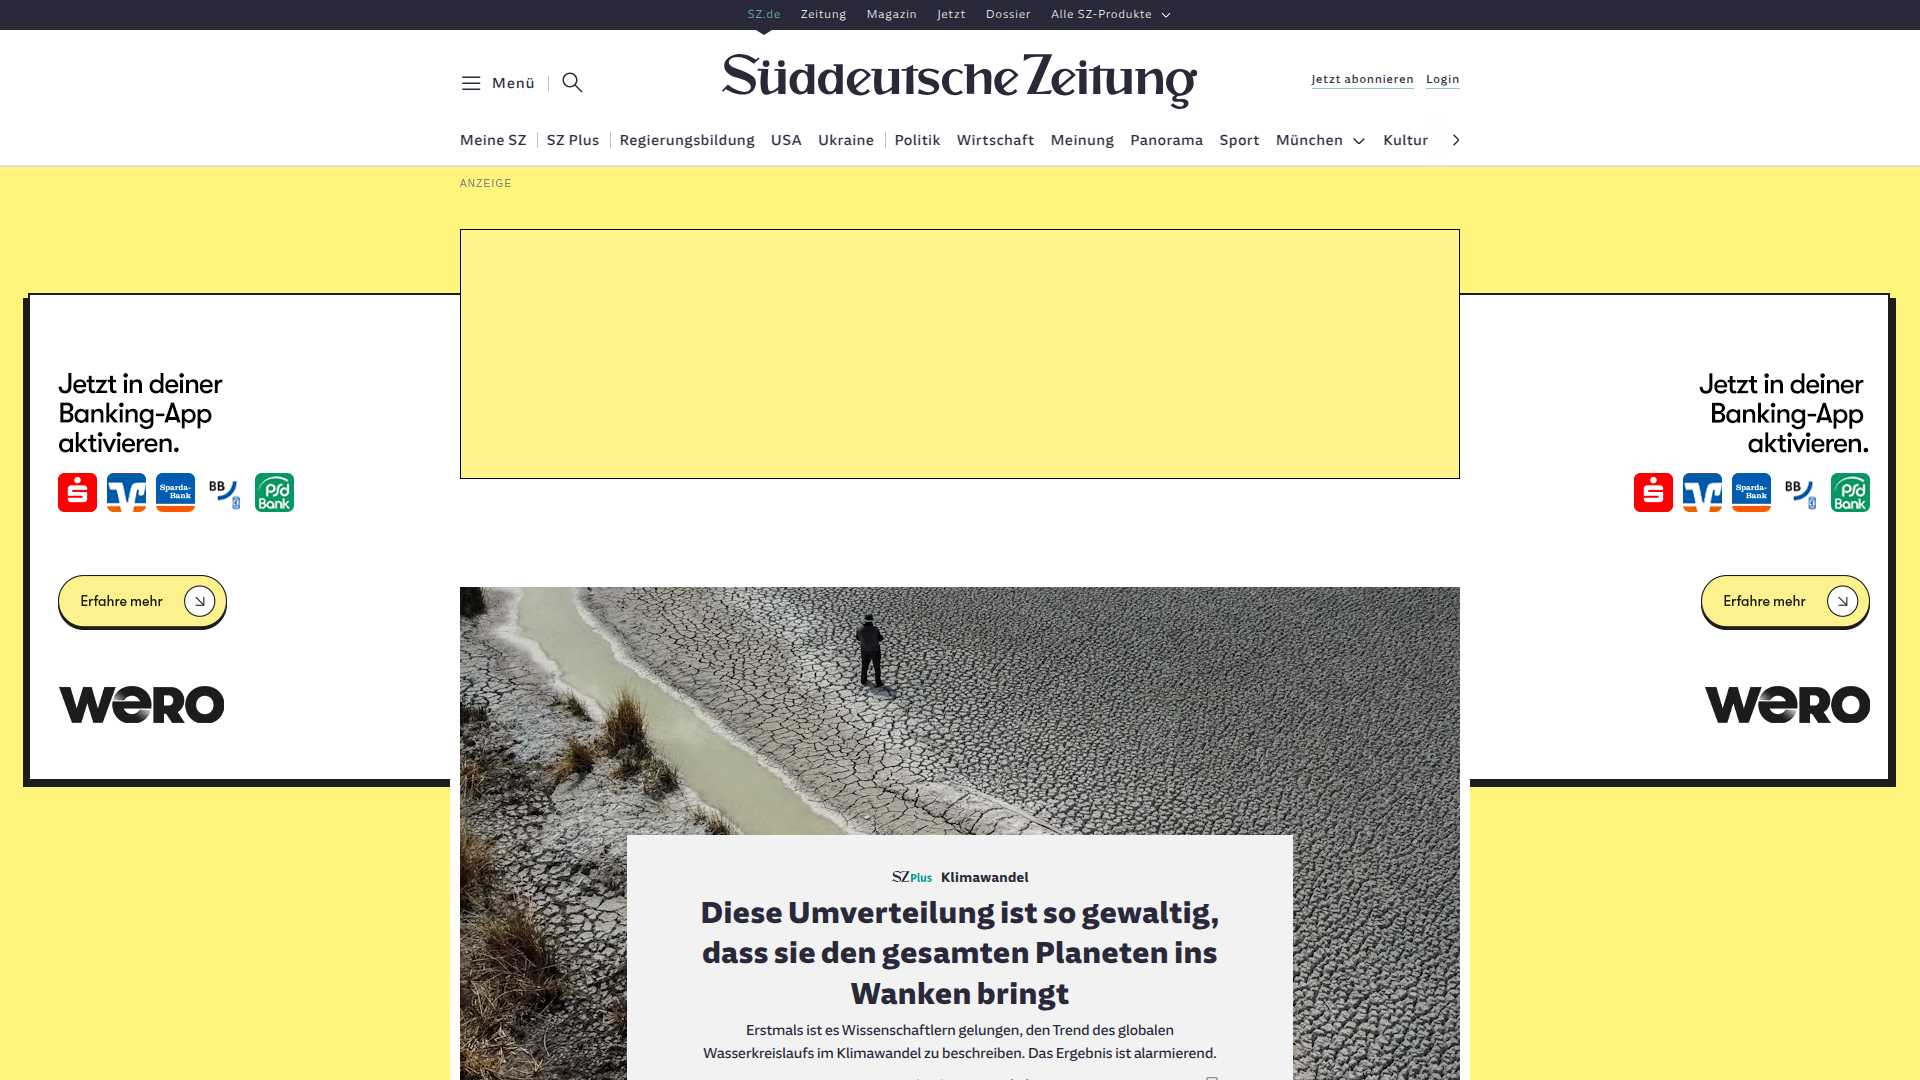 SZ.de Zeitung Magazin Jetzt Dossier Alle SZ-Produkte
Menü
Süddeutsche Zeitung
Jetzt abonnieren Login
Meine SZ SZ Plus Regierungsbildung USA Ukraine Politik Wirtschaft Meinung Panorama Sport München Kultur
ANZEIGE
Jetzt in deiner
Banking-App
aktivieren.
S
Sparda-
Bank
BB
psd
Bank
Erfahre mehr
wero
Jetzt in deiner
Banking-App
aktivieren.
S
Sparda-
Bank
BB
psd
Bank
Erfahre mehr
wero
SZ Plus Klimawandel
Diese Umverteilung ist so gewaltig,
dass sie den gesamten Planeten ins
Wanken bringt
Erstmals ist es Wissenschaftlern gelungen, den Trend des globalen
Wasserkreislaufs im Klimawandel zu beschreiben. Das Ergebnis ist alarmierend.